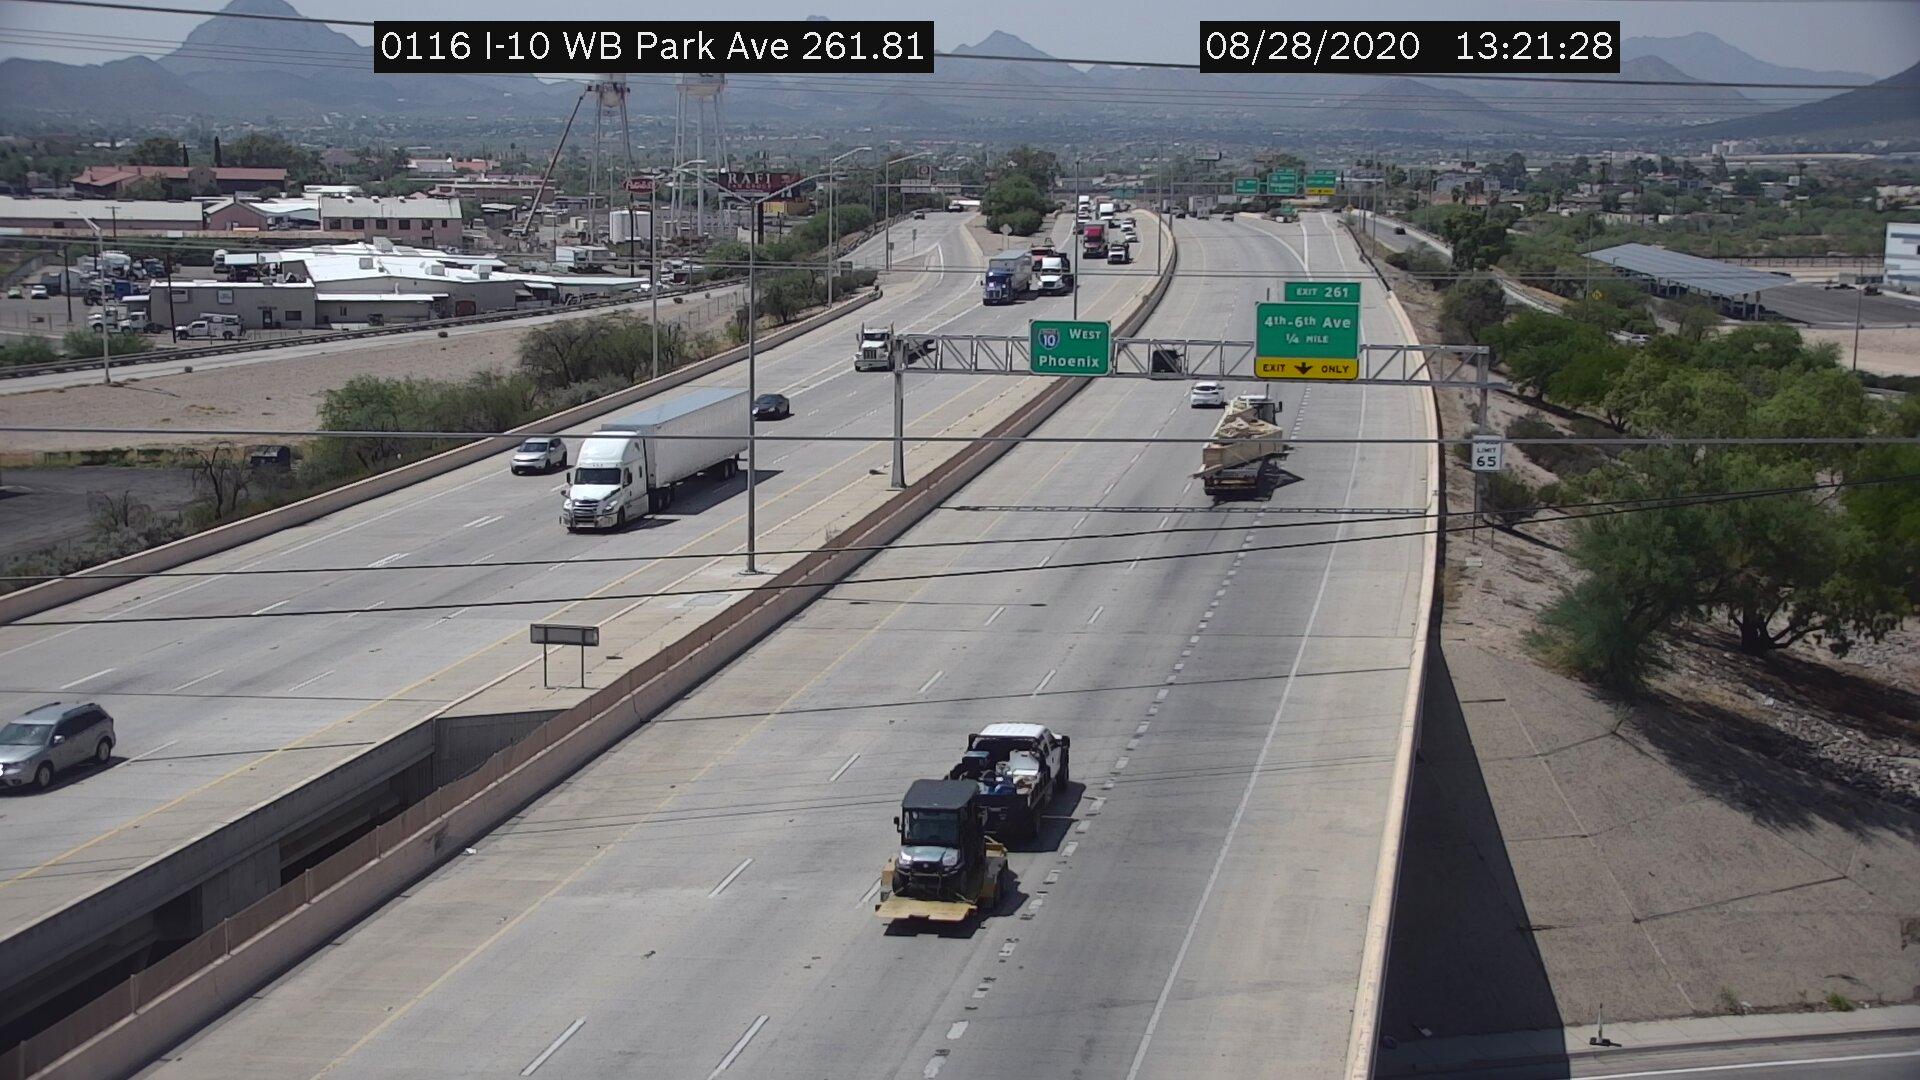 0116 I-10 WB Park Ave 261.81
08/28/2020 13:21:28
RAFI
EXIT 261
10 WEST
Phoenix
4th-6th Ave
1/4 MILE
EXIT ONLY
LIMIT
65